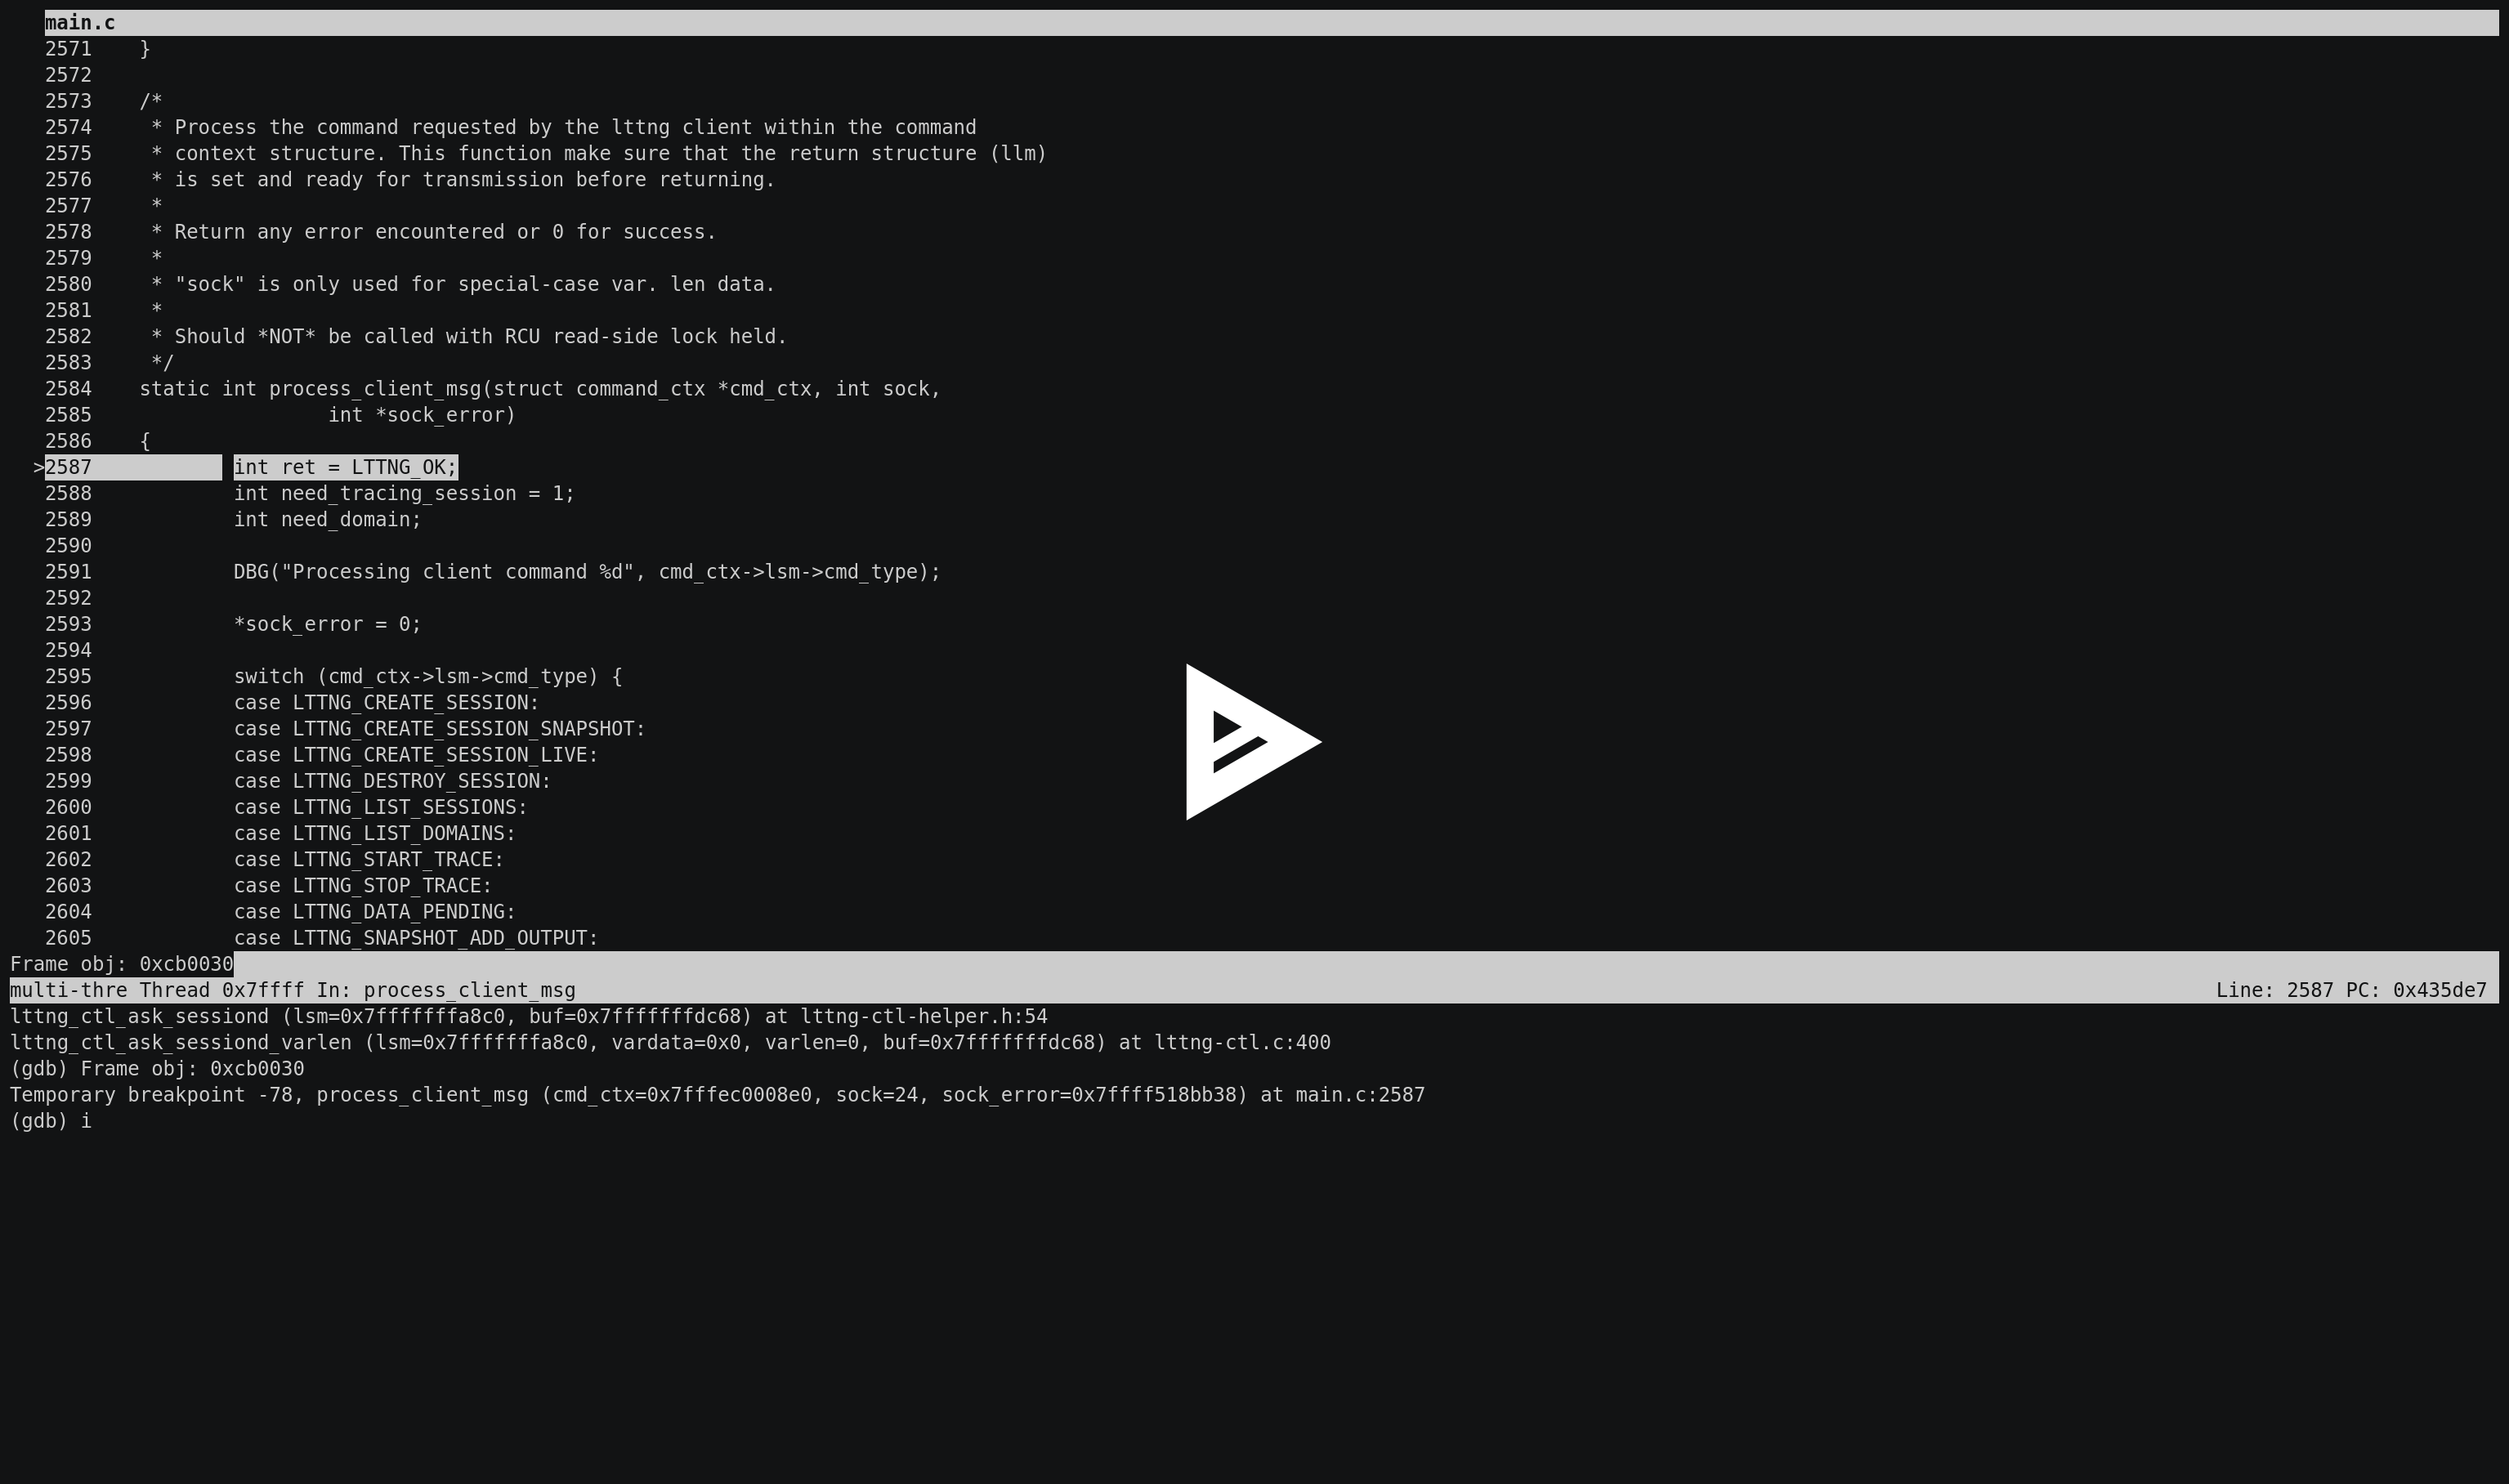 main.c
2571    }
2572
2573    /*
2574     * Process the command requested by the lttng client within the command
2575     * context structure. This function make sure that the return structure (llm)
2576     * is set and ready for transmission before returning.
2577     *
2578     * Return any error encountered or 0 for success.
2579     *
2580     * "sock" is only used for special-case var. len data.
2581     *
2582     * Should *NOT* be called with RCU read-side lock held.
2583     */
2584    static int process_client_msg(struct command_ctx *cmd_ctx, int sock,
2585                    int *sock_error)
2586    {
>2587            int ret = LTTNG_OK;
2588            int need_tracing_session = 1;
2589            int need_domain;
2590
2591            DBG("Processing client command %d", cmd_ctx->lsm->cmd_type);
2592
2593            *sock_error = 0;
2594
2595            switch (cmd_ctx->lsm->cmd_type) {
2596            case LTTNG_CREATE_SESSION:
2597            case LTTNG_CREATE_SESSION_SNAPSHOT:
2598            case LTTNG_CREATE_SESSION_LIVE:
2599            case LTTNG_DESTROY_SESSION:
2600            case LTTNG_LIST_SESSIONS:
2601            case LTTNG_LIST_DOMAINS:
2602            case LTTNG_START_TRACE:
2603            case LTTNG_STOP_TRACE:
2604            case LTTNG_DATA_PENDING:
2605            case LTTNG_SNAPSHOT_ADD_OUTPUT:
Frame obj: 0xcb0030
multi-thre Thread 0x7ffff In: process_client_msg Line: 2587 PC: 0x435de7
lttng_ctl_ask_sessiond (lsm=0x7fffffffa8c0, buf=0x7fffffffdc68) at lttng-ctl-helper.h:54
lttng_ctl_ask_sessiond_varlen (lsm=0x7fffffffa8c0, vardata=0x0, varlen=0, buf=0x7fffffffdc68) at lttng-ctl.c:400
(gdb) Frame obj: 0xcb0030
Temporary breakpoint -78, process_client_msg (cmd_ctx=0x7fffec0008e0, sock=24, sock_error=0x7ffff518bb38) at main.c:2587
(gdb) i